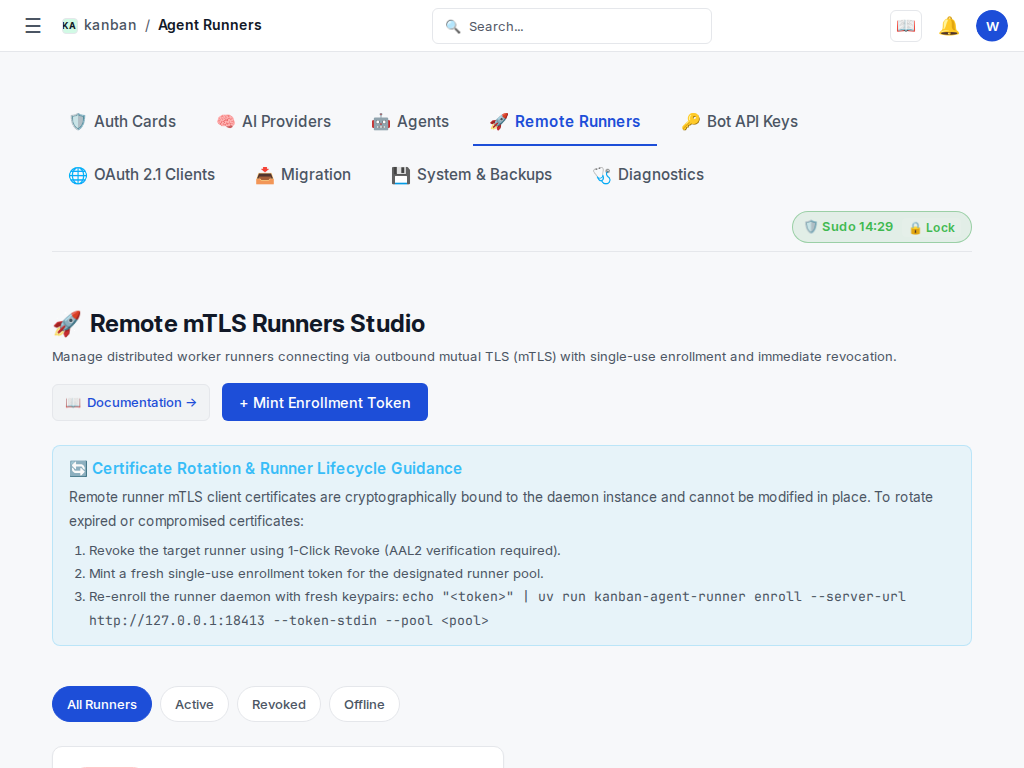 ☰ KA kanban / Agent Runners
Search...
W
Auth Cards
AI Providers
Agents
Remote Runners
Bot API Keys
OAuth 2.1 Clients
Migration
System & Backups
Diagnostics
Sudo 14:29
Lock
Remote mTLS Runners Studio
Manage distributed worker runners connecting via outbound mutual TLS (mTLS) with single-use enrollment and immediate revocation.
Documentation →
+ Mint Enrollment Token
Certificate Rotation & Runner Lifecycle Guidance
Remote runner mTLS client certificates are cryptographically bound to the daemon instance and cannot be modified in place. To rotate
expired or compromised certificates:
1. Revoke the target runner using 1-Click Revoke (AAL2 verification required).
2. Mint a fresh single-use enrollment token for the designated runner pool.
3. Re-enroll the runner daemon with fresh keypairs: echo "<token>" | uv run kanban-agent-runner enroll --server-url
http://127.0.0.1:18413 --token-stdin --pool <pool>
All Runners
Active
Revoked
Offline